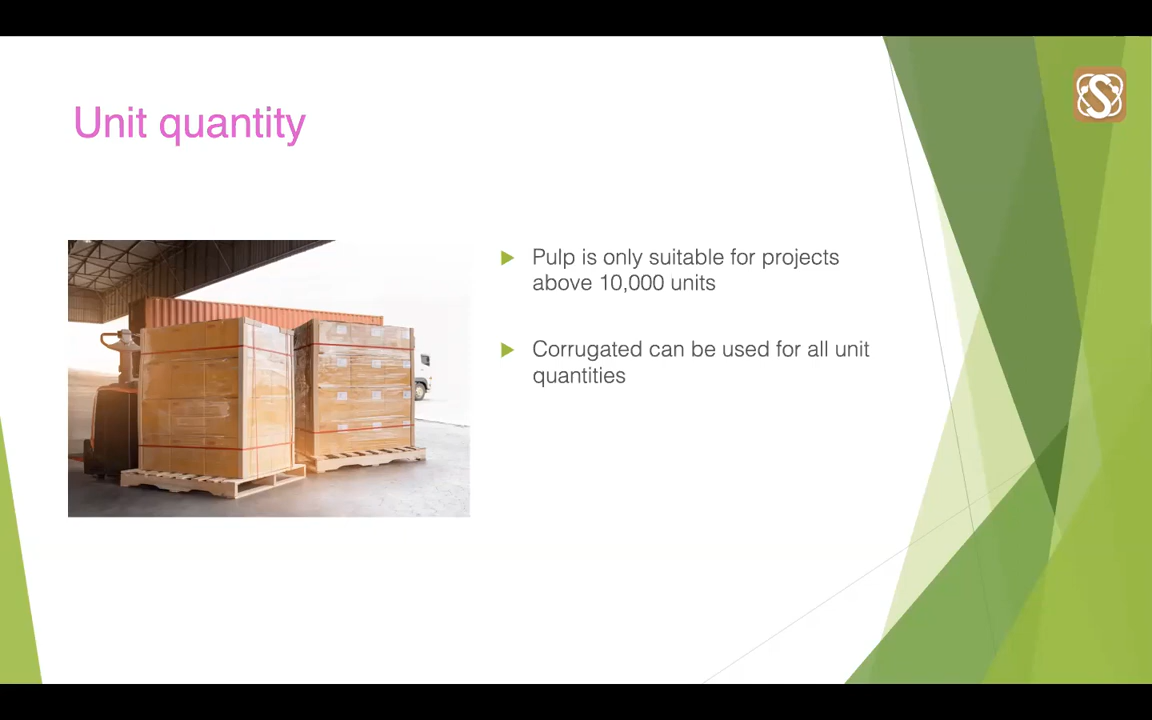 Unit quantity
Pulp is only suitable for projects
above 10,000 units
Corrugated can be used for all unit
quantities
S